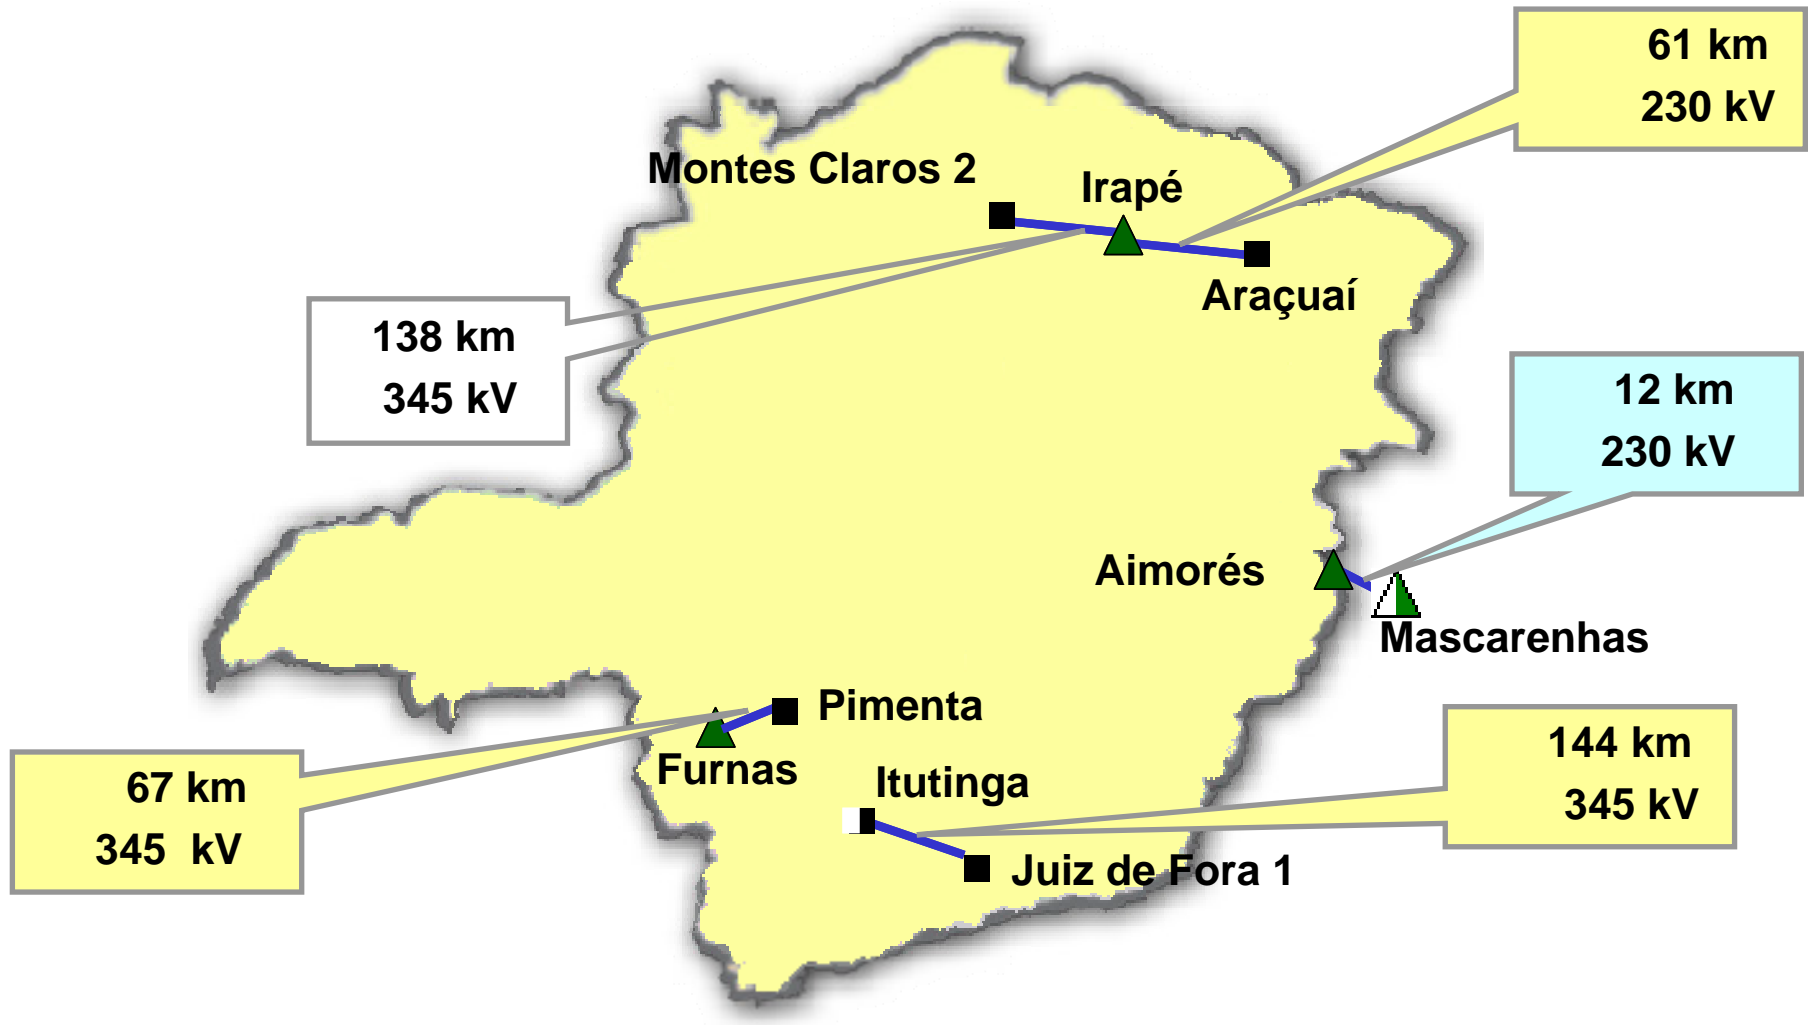 61 km
230 kV
Montes Claros 2
Irapé
Araçuaí
138 km
345 kV
12 km
230 kV
Aimorés
Mascarenhas
Pimenta
Furnas
67 km
345 kV
Itutinga
144 km
345 kV
Juiz de Fora 1